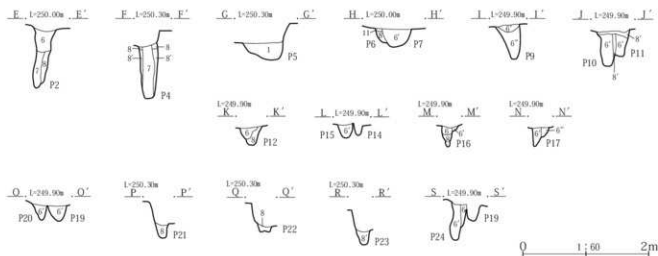 E L=250.00m E′ F L=250.30m F′ G L=250.30m G′ H L=250.00m H′ I L=249.90m I′ J L=249.90m J′
6 7 8 P2
8 8′ 7 8 8′ P4
1 P5
11 P6 6′ P7
6′ 6″ P9
P10 8′ P11 8′
L=249.90m L=249.90m L=249.90m L=249.90m
K K′ L L′ M M′ N N′
6 P12 P15 6′ P14 6 6′ P16 6′ 6″ P17
O L=249.90m O′ P L=250.30m P′ Q L=250.30m Q′ R L=250.30m R′ S L=249.90m S′
P20 6′ 6′ P19
8 P21
8 P22
8′ P23
P24 6′ 6 P19
0 1:60 2m